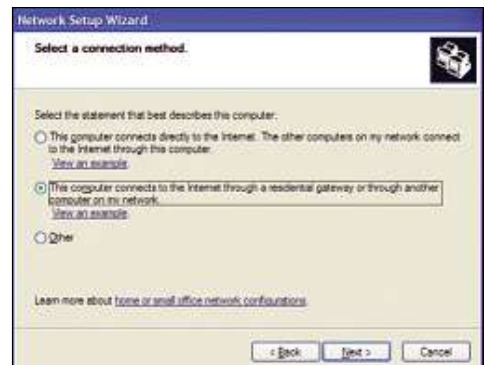 Network Setup Wizard
Select a connection method.
Select the statement that best describes this computer:
This computer connects directly to the Internet. The other computers on my network connect
to the Internet through this computer.
View an example.
This computer connects to the Internet through a residential gateway or through another
computer on my network.
View an example.
Other
Learn more about home or small office network configurations.
< Back
Next >
Cancel